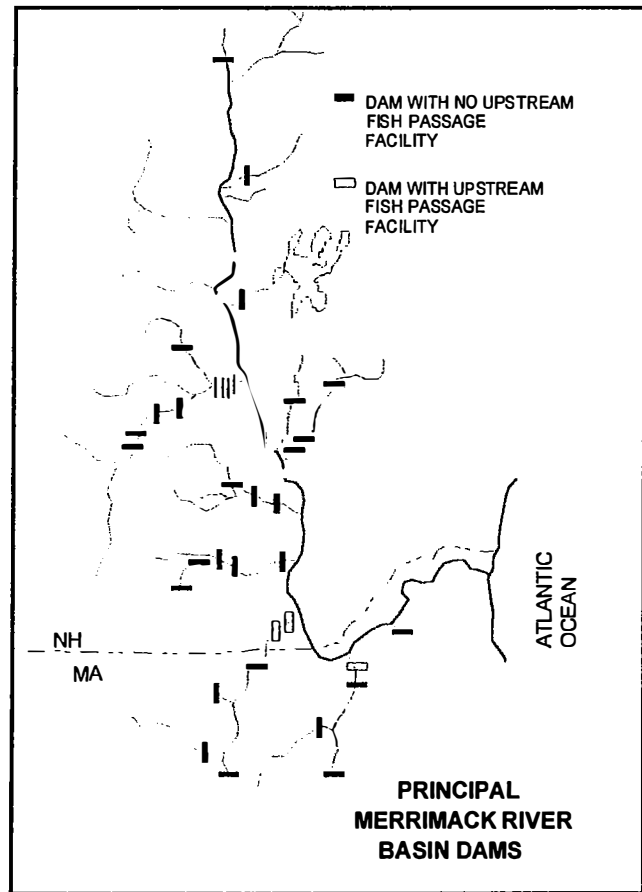 DAM WITH NO UPSTREAM
FISH PASSAGE
FACILITY
DAM WITH UPSTREAM
FISH PASSAGE
FACILITY
ATLANTIC
OCEAN
NH
MA
PRINCIPAL
MERRIMACK RIVER
BASIN DAMS